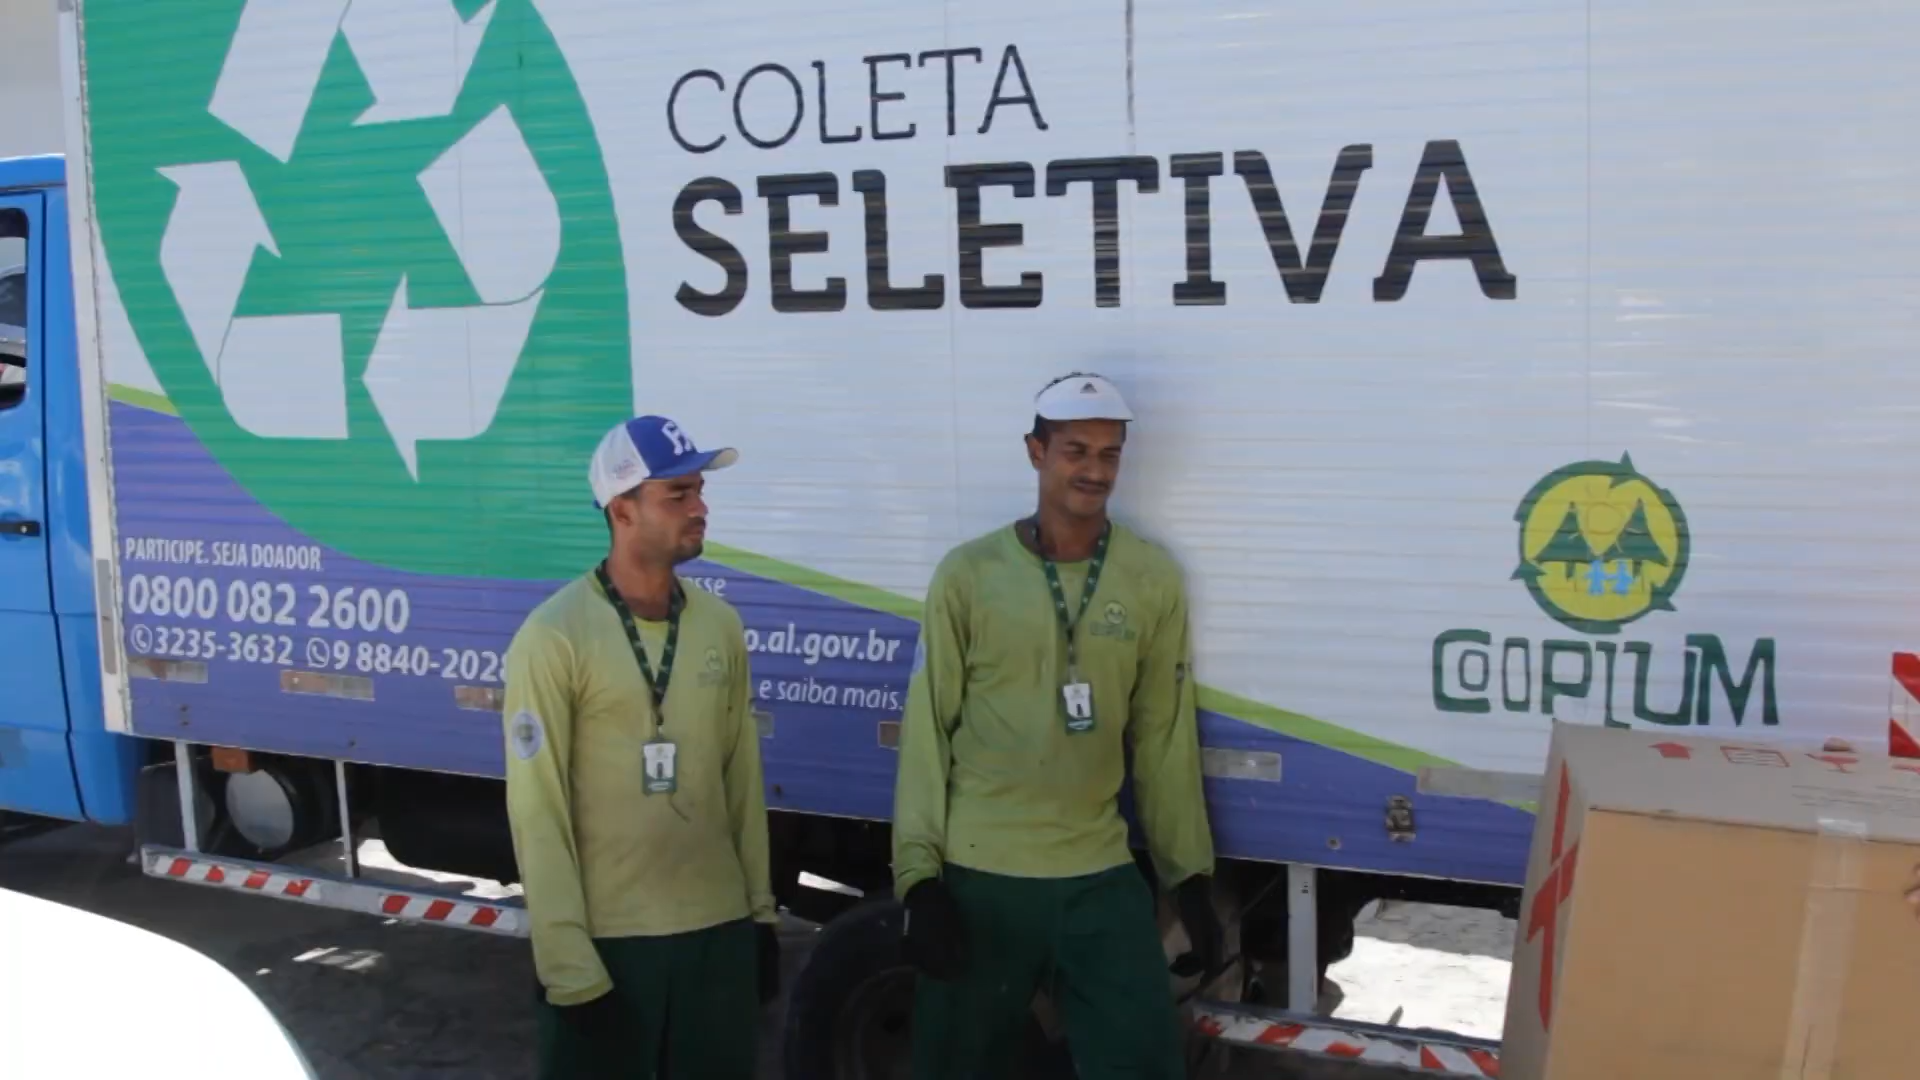 COLETA
SELETIVA
PARTICIPE. SEJA DOADOR
0800 082 2600
3235-3632 9 8840-2028
o.al.gov.br
e saiba mais.
COOPLUM